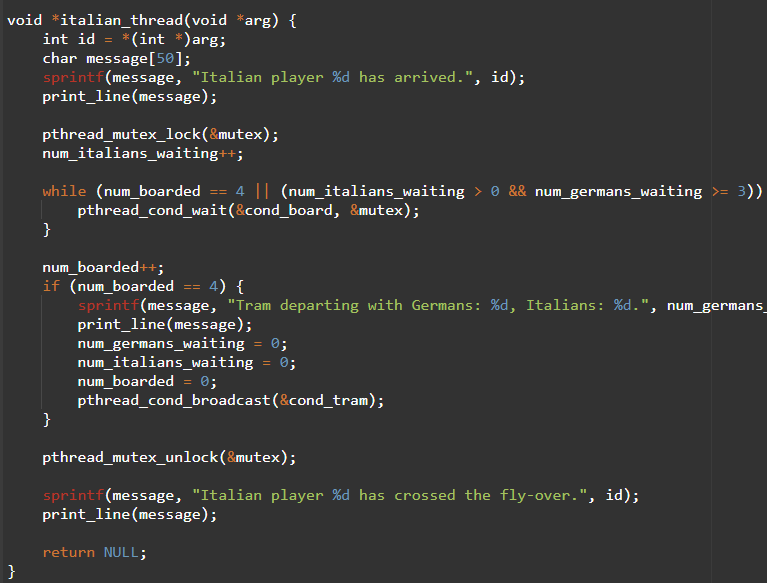 void *italian_thread(void *arg) {
    int id = *(int *)arg;
    char message[50];
    sprintf(message, "Italian player %d has arrived.", id);
    print_line(message);

    pthread_mutex_lock(&mutex);
    num_italians_waiting++;

    while (num_boarded == 4 || (num_italians_waiting > 0 && num_germans_waiting >= 3))
        pthread_cond_wait(&cond_board, &mutex);
    }

    num_boarded++;
    if (num_boarded == 4) {
        sprintf(message, "Tram departing with Germans: %d, Italians: %d.", num_germans_
        print_line(message);
        num_germans_waiting = 0;
        num_italians_waiting = 0;
        num_boarded = 0;
        pthread_cond_broadcast(&cond_tram);
    }

    pthread_mutex_unlock(&mutex);

    sprintf(message, "Italian player %d has crossed the fly-over.", id);
    print_line(message);

    return NULL;
}